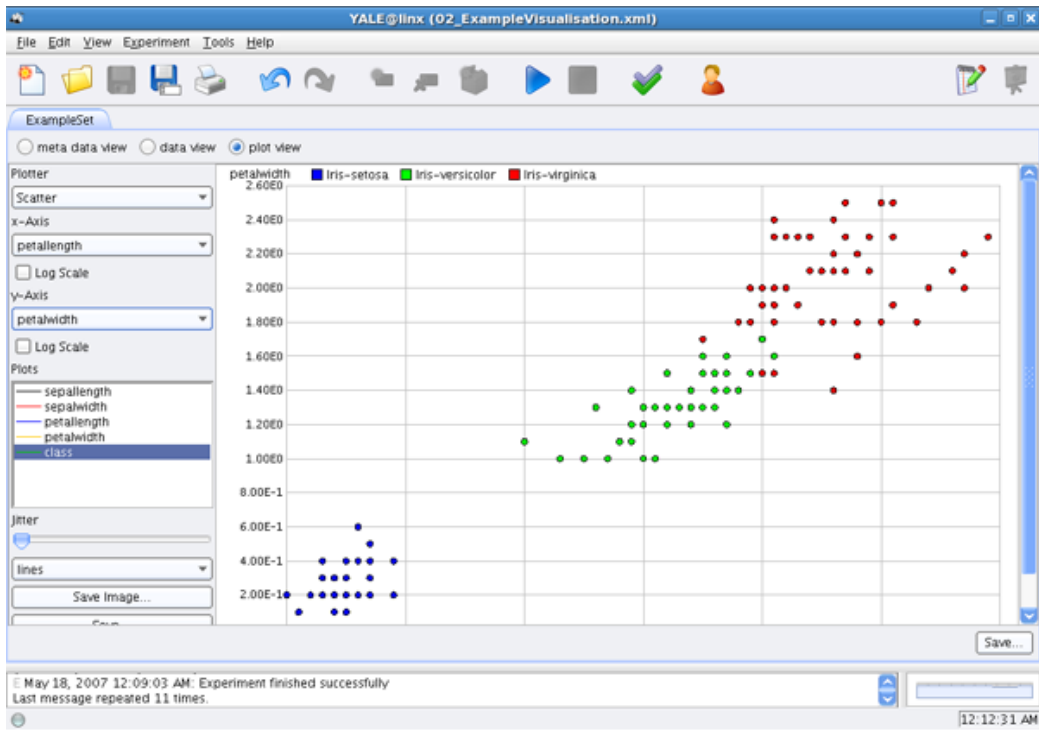 YALE@linx (02_ExampleVisualisation.xml)
File Edit View Experiment Tools Help
ExampleSet
meta data view data view plot view
Plotter
Scatter
x-Axis
petallength
Log Scale
y-Axis
petalwidth
Log Scale
Plots
sepallength
sepalwidth
petallength
petalwidth
class
Jitter
lines
Save Image...
petalwidth Iris-setosa Iris-versicolor Iris-virginica
2.60E0
2.40E0
2.20E0
2.00E0
1.80E0
1.60E0
1.40E0
1.20E0
1.00E0
8.00E-1
6.00E-1
4.00E-1
2.00E-1
Save...
May 18, 2007 12:09:03 AM: Experiment finished successfully
Last message repeated 11 times.
12:12:31 AM